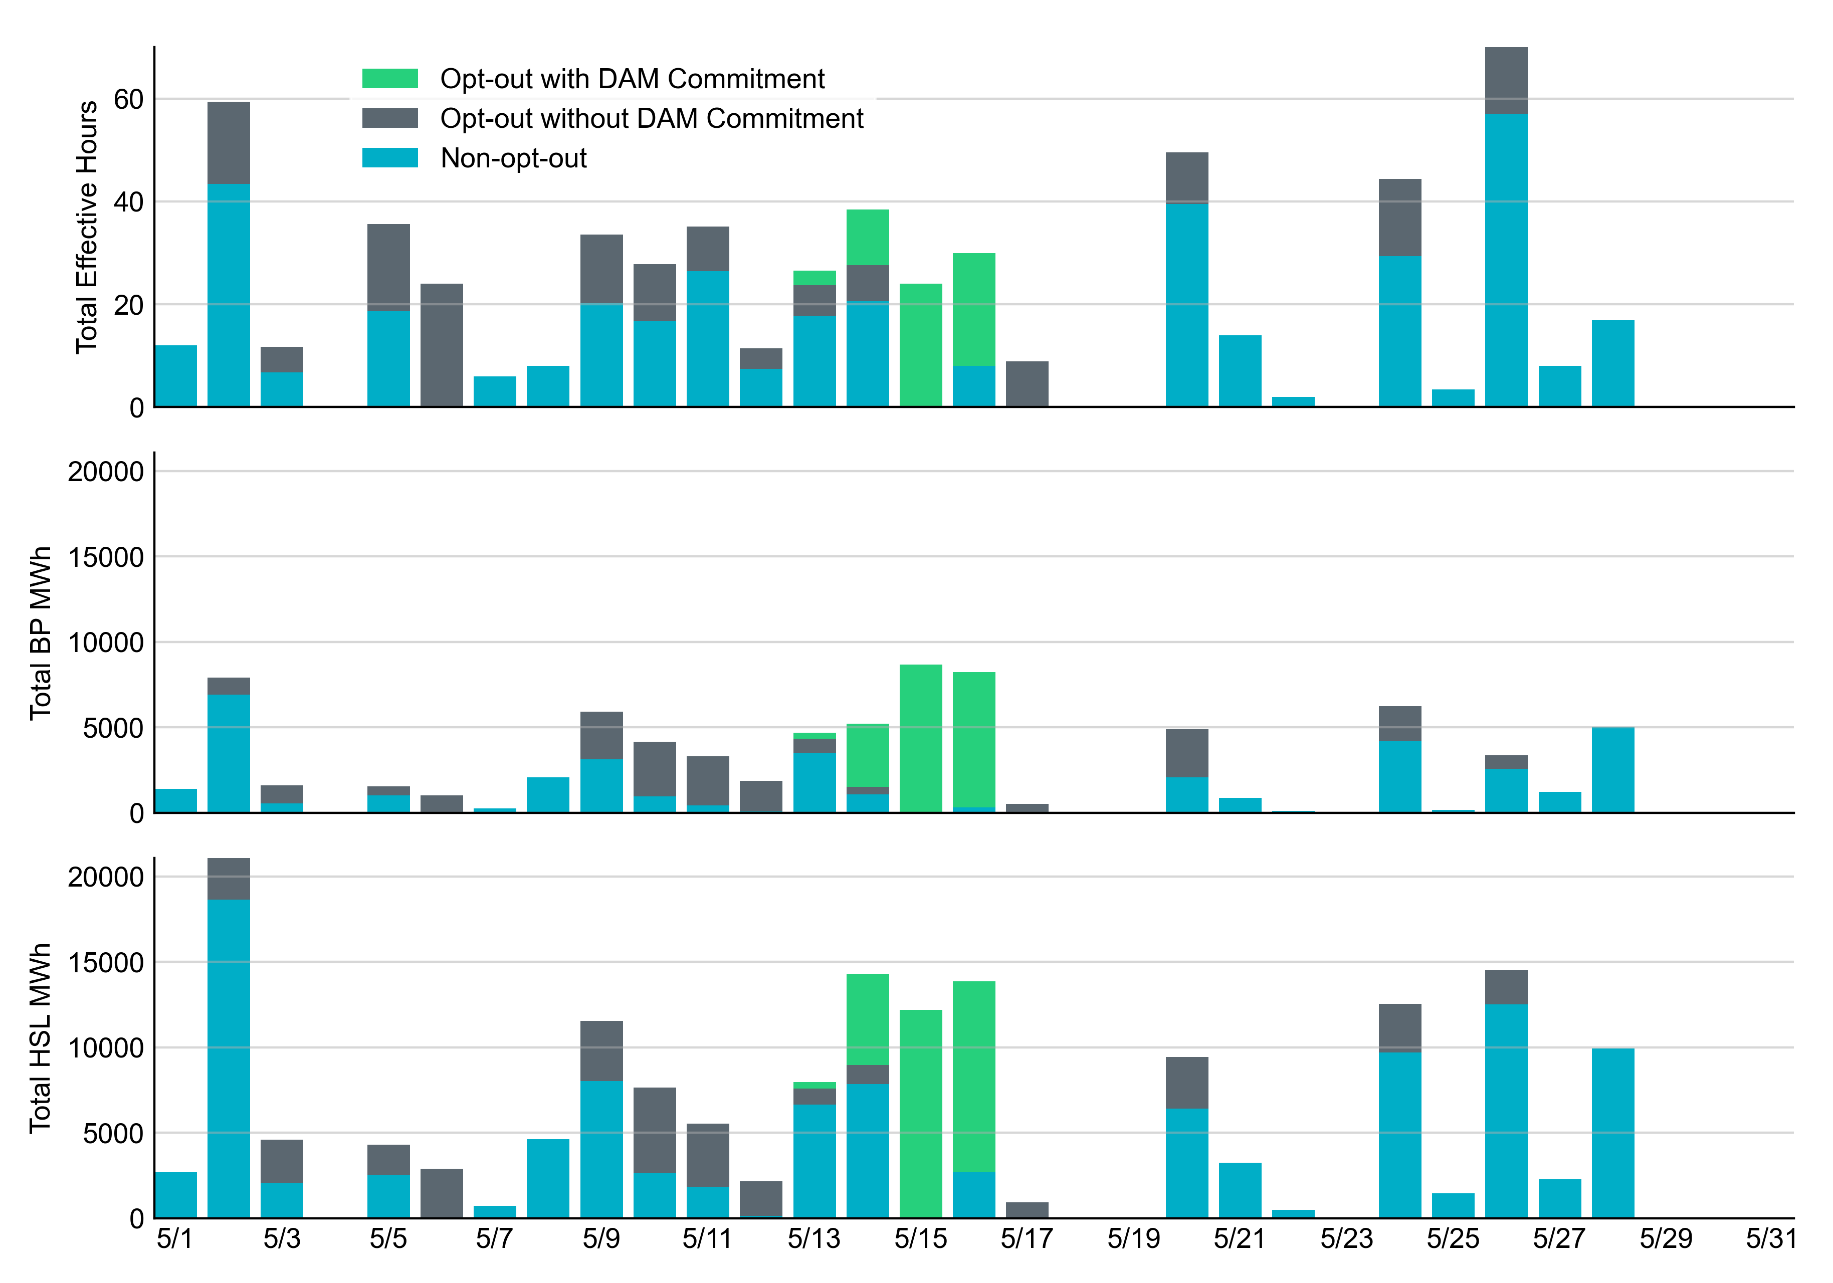 Opt-out with DAM Commitment
Opt-out without DAM Commitment
Non-opt-out
Total Effective Hours
60
40
20
0
Total BP MWh
20000
15000
10000
5000
0
Total HSL MWh
20000
15000
10000
5000
0
5/1 5/3 5/5 5/7 5/9 5/11 5/13 5/15 5/17 5/19 5/21 5/23 5/25 5/27 5/29 5/31